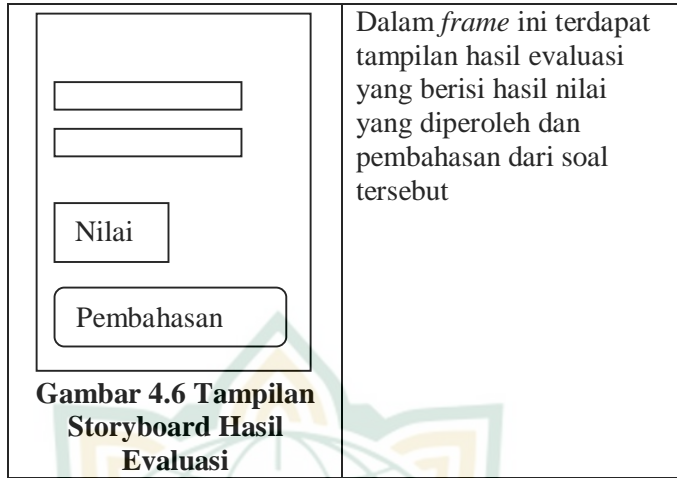 Nilai
Pembahasan
Gambar 4.6 Tampilan
Storyboard Hasil
Evaluasi
Dalam frame ini terdapat
tampilan hasil evaluasi
yang berisi hasil nilai
yang diperoleh dan
pembahasan dari soal
tersebut